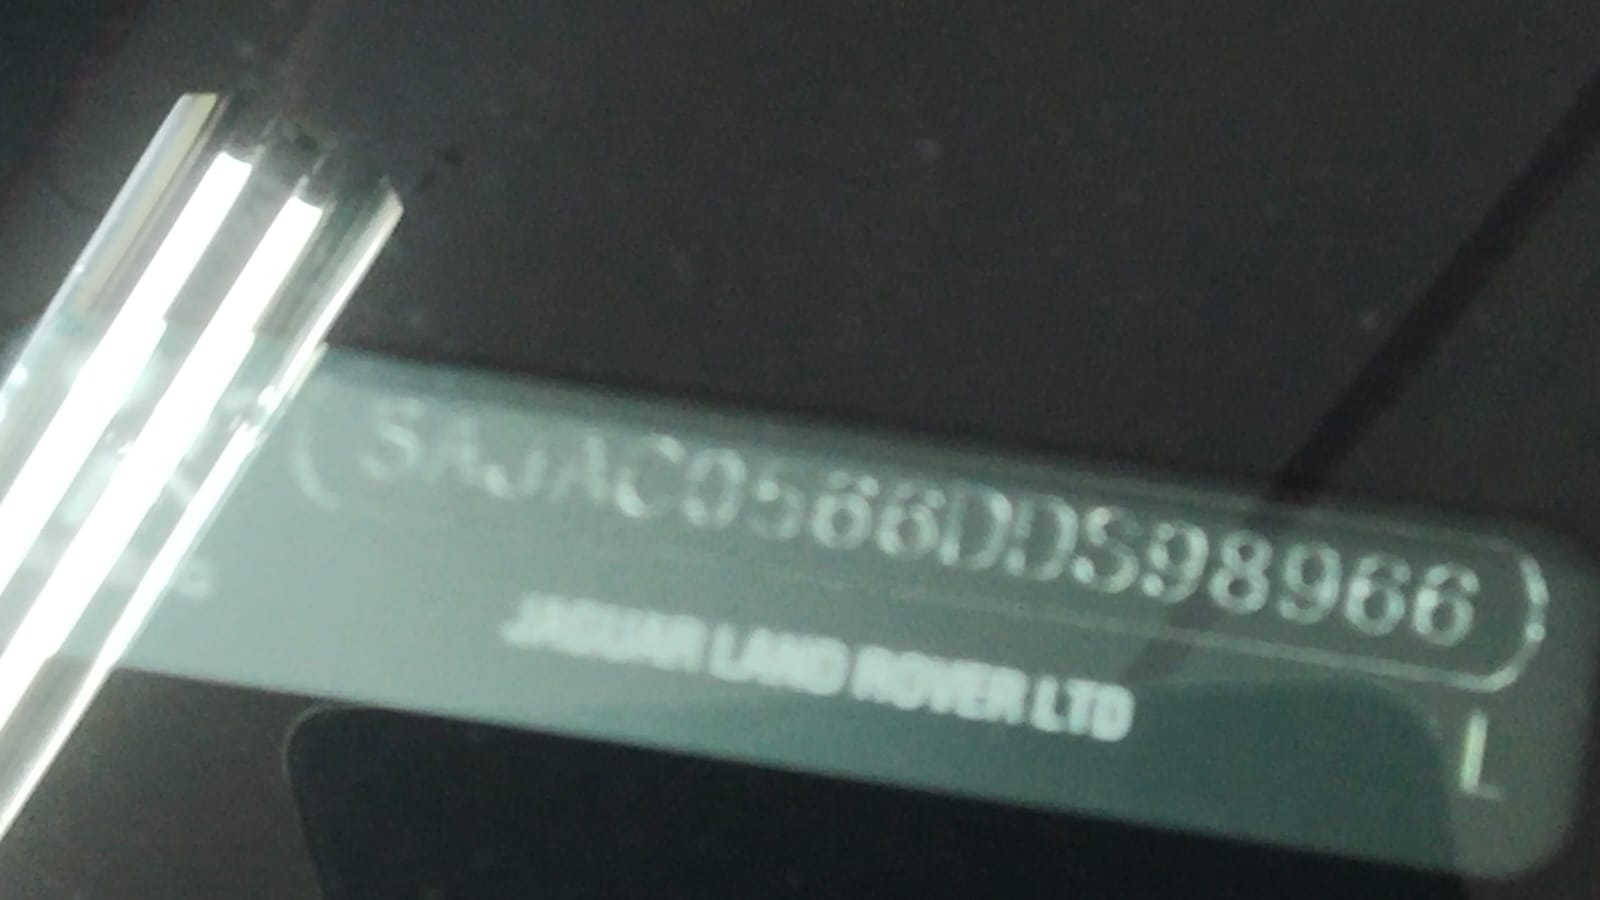 SAJAC0566DDS98966
JAGUAR LAND ROVER LTD
L